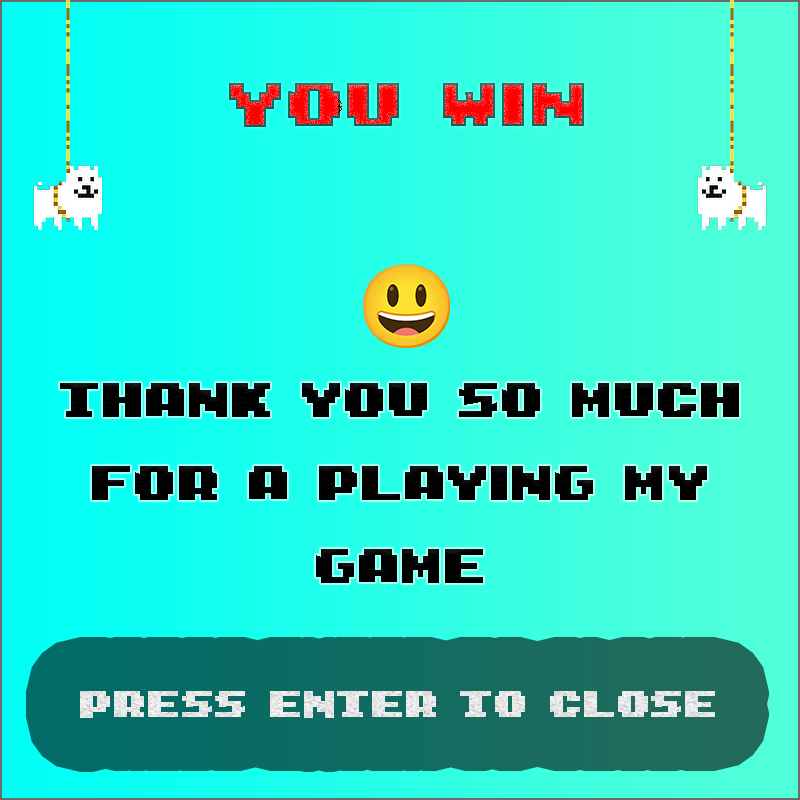 YOU WIN
THANK YOU SO MUCH
FOR A PLAYING MY
GAME
PRESS ENTER TO CLOSE